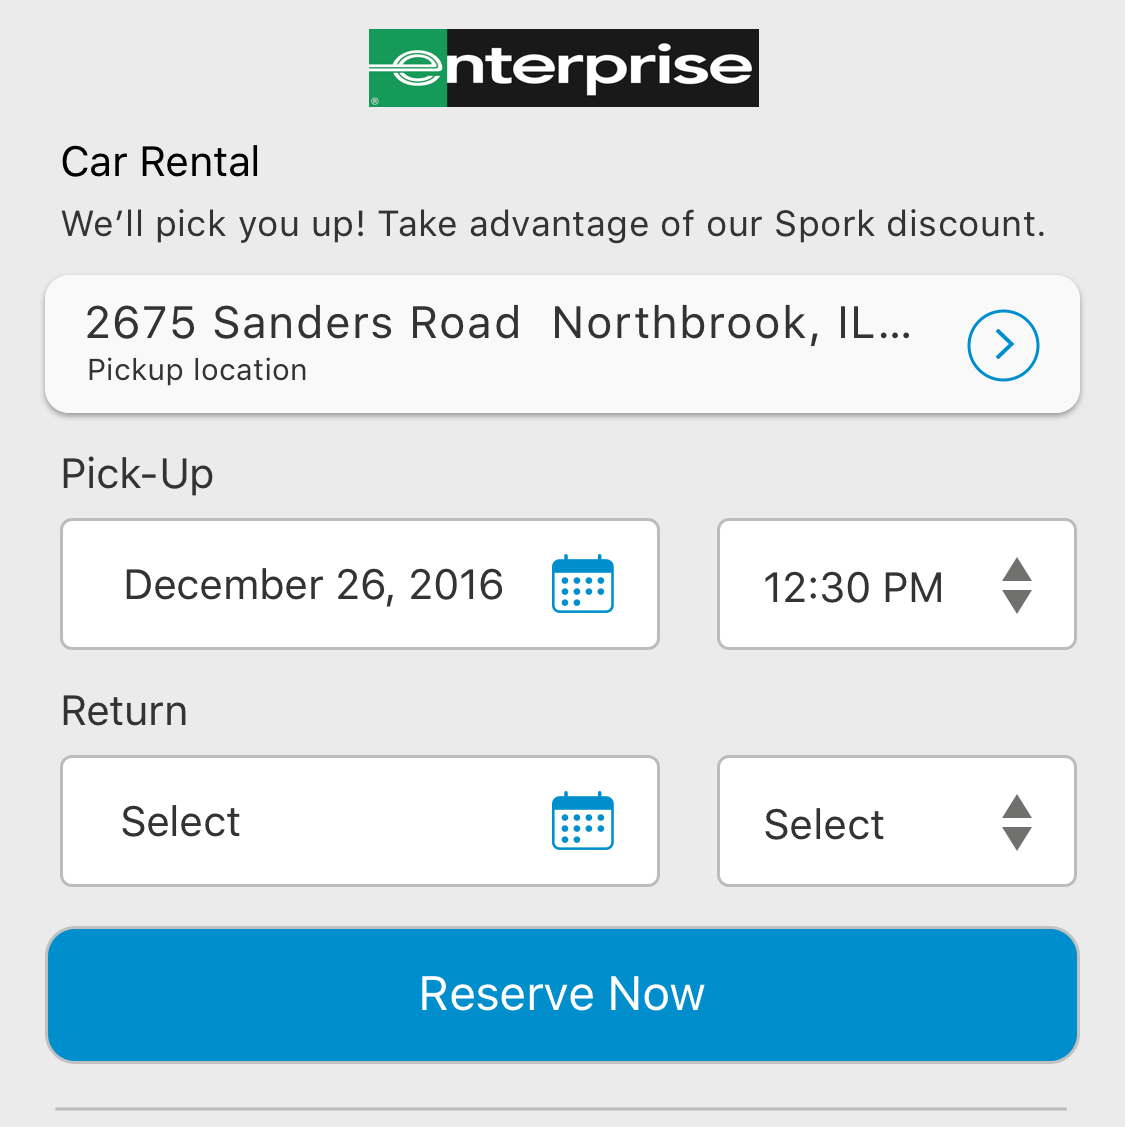 enterprise
®
Car Rental
We’ll pick you up! Take advantage of our Spork discount.
2675 Sanders Road  Northbrook, IL...
Pickup location
Pick-Up
December 26, 2016
12:30 PM
Return
Select
Select
Reserve Now